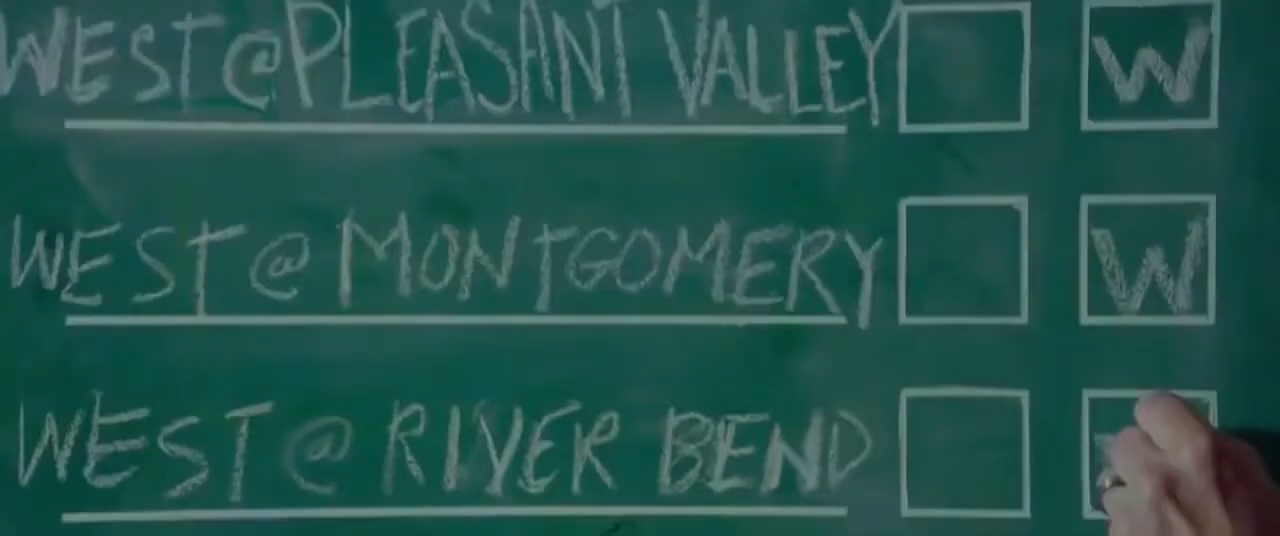 WEST @ PLEASANT VALLEY W
WEST @ MONTGOMERY W
WEST @ RIVER BEND